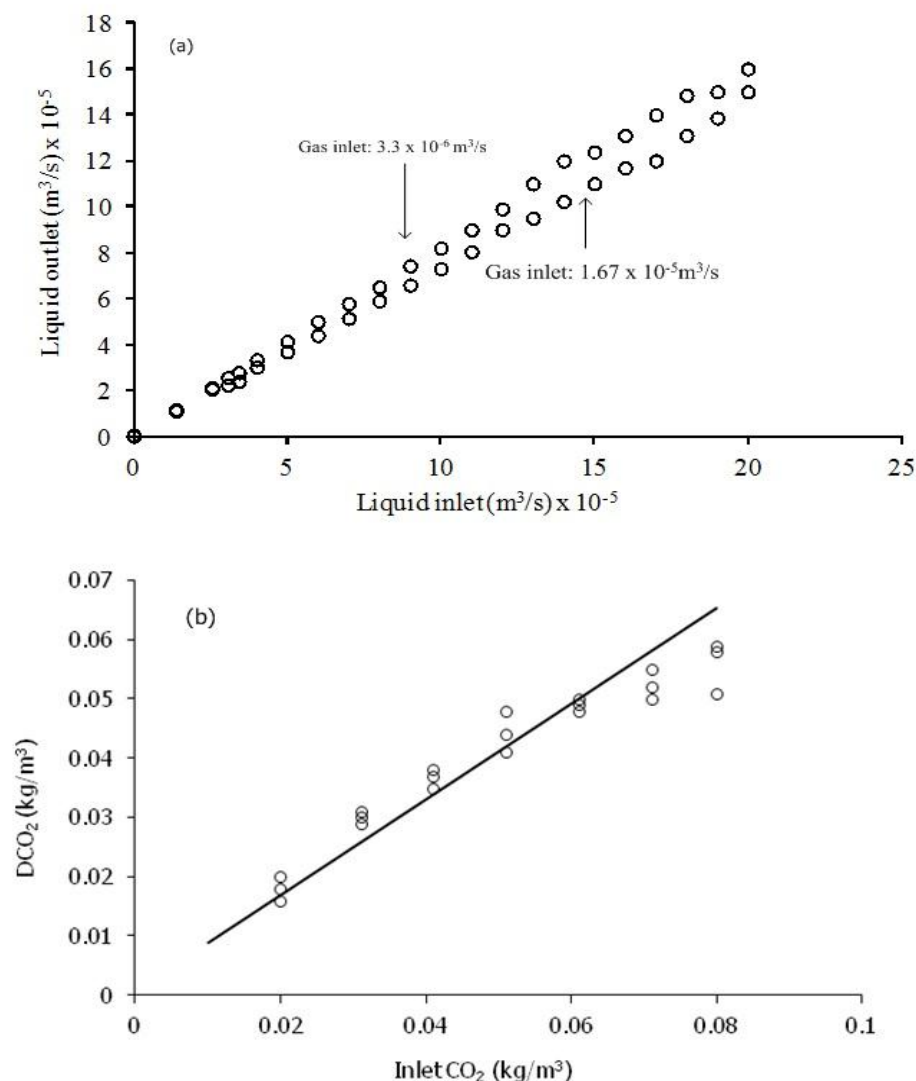 (a)
18
16
14
12
10
8
6
4
2
0
Liquid outlet (m³/s) x 10⁻⁵
Gas inlet: 3.3 x 10⁻⁶ m³/s
Gas inlet: 1.67 x 10⁻⁵m³/s
0 5 10 15 20 25
Liquid inlet (m³/s) x 10⁻⁵
(b)
0.07
0.06
0.05
0.04
0.03
0.02
0.01
0
DCO₂ (kg/m³)
0 0.02 0.04 0.06 0.08 0.1
Inlet CO₂ (kg/m³)